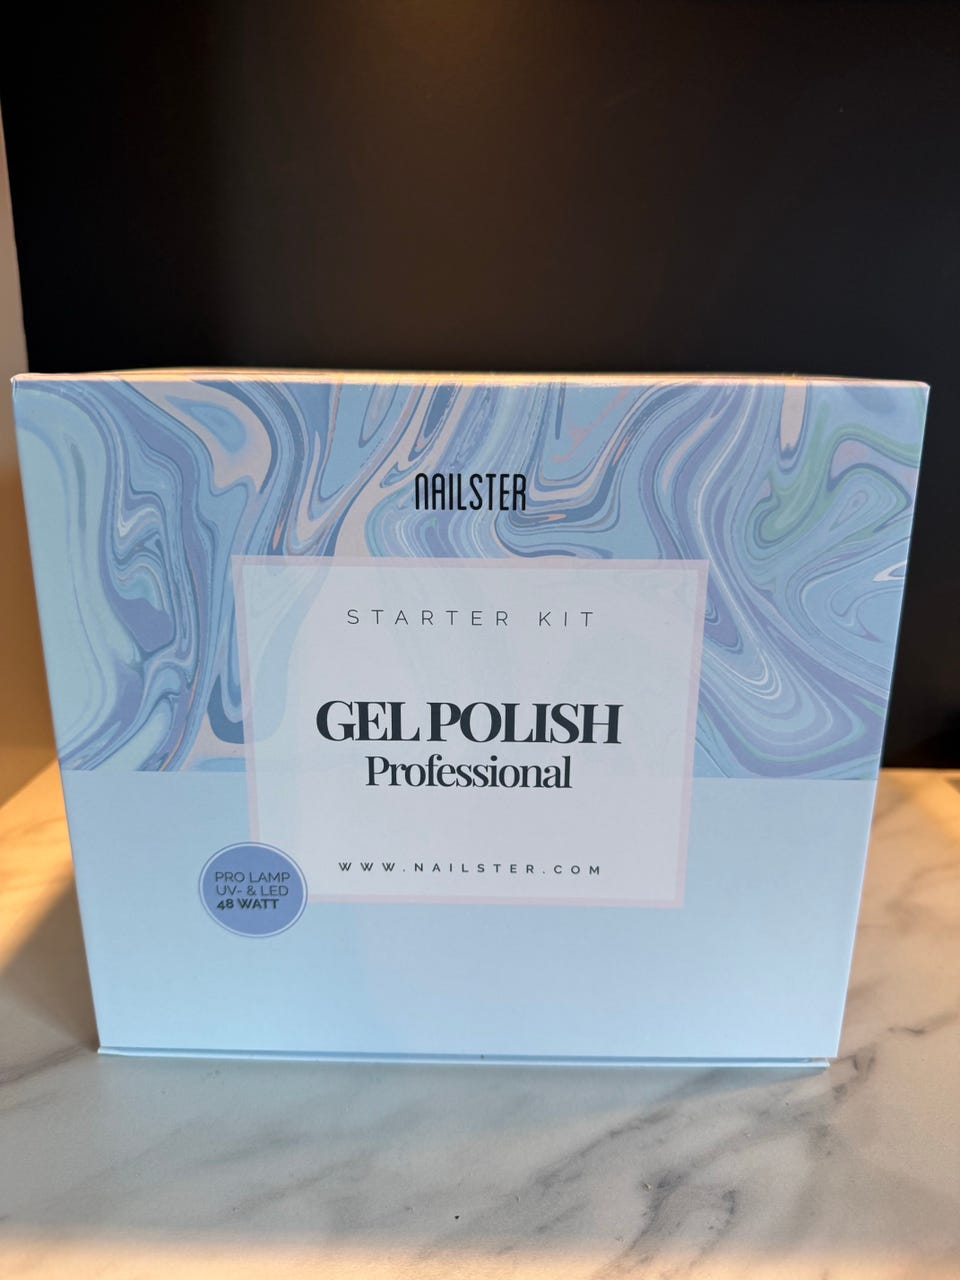 NAILSTER
STARTER KIT
GEL POLISH
Professional
WWW.NAILSTER.COM
PRO LAMP
UV- & LED
48 WATT